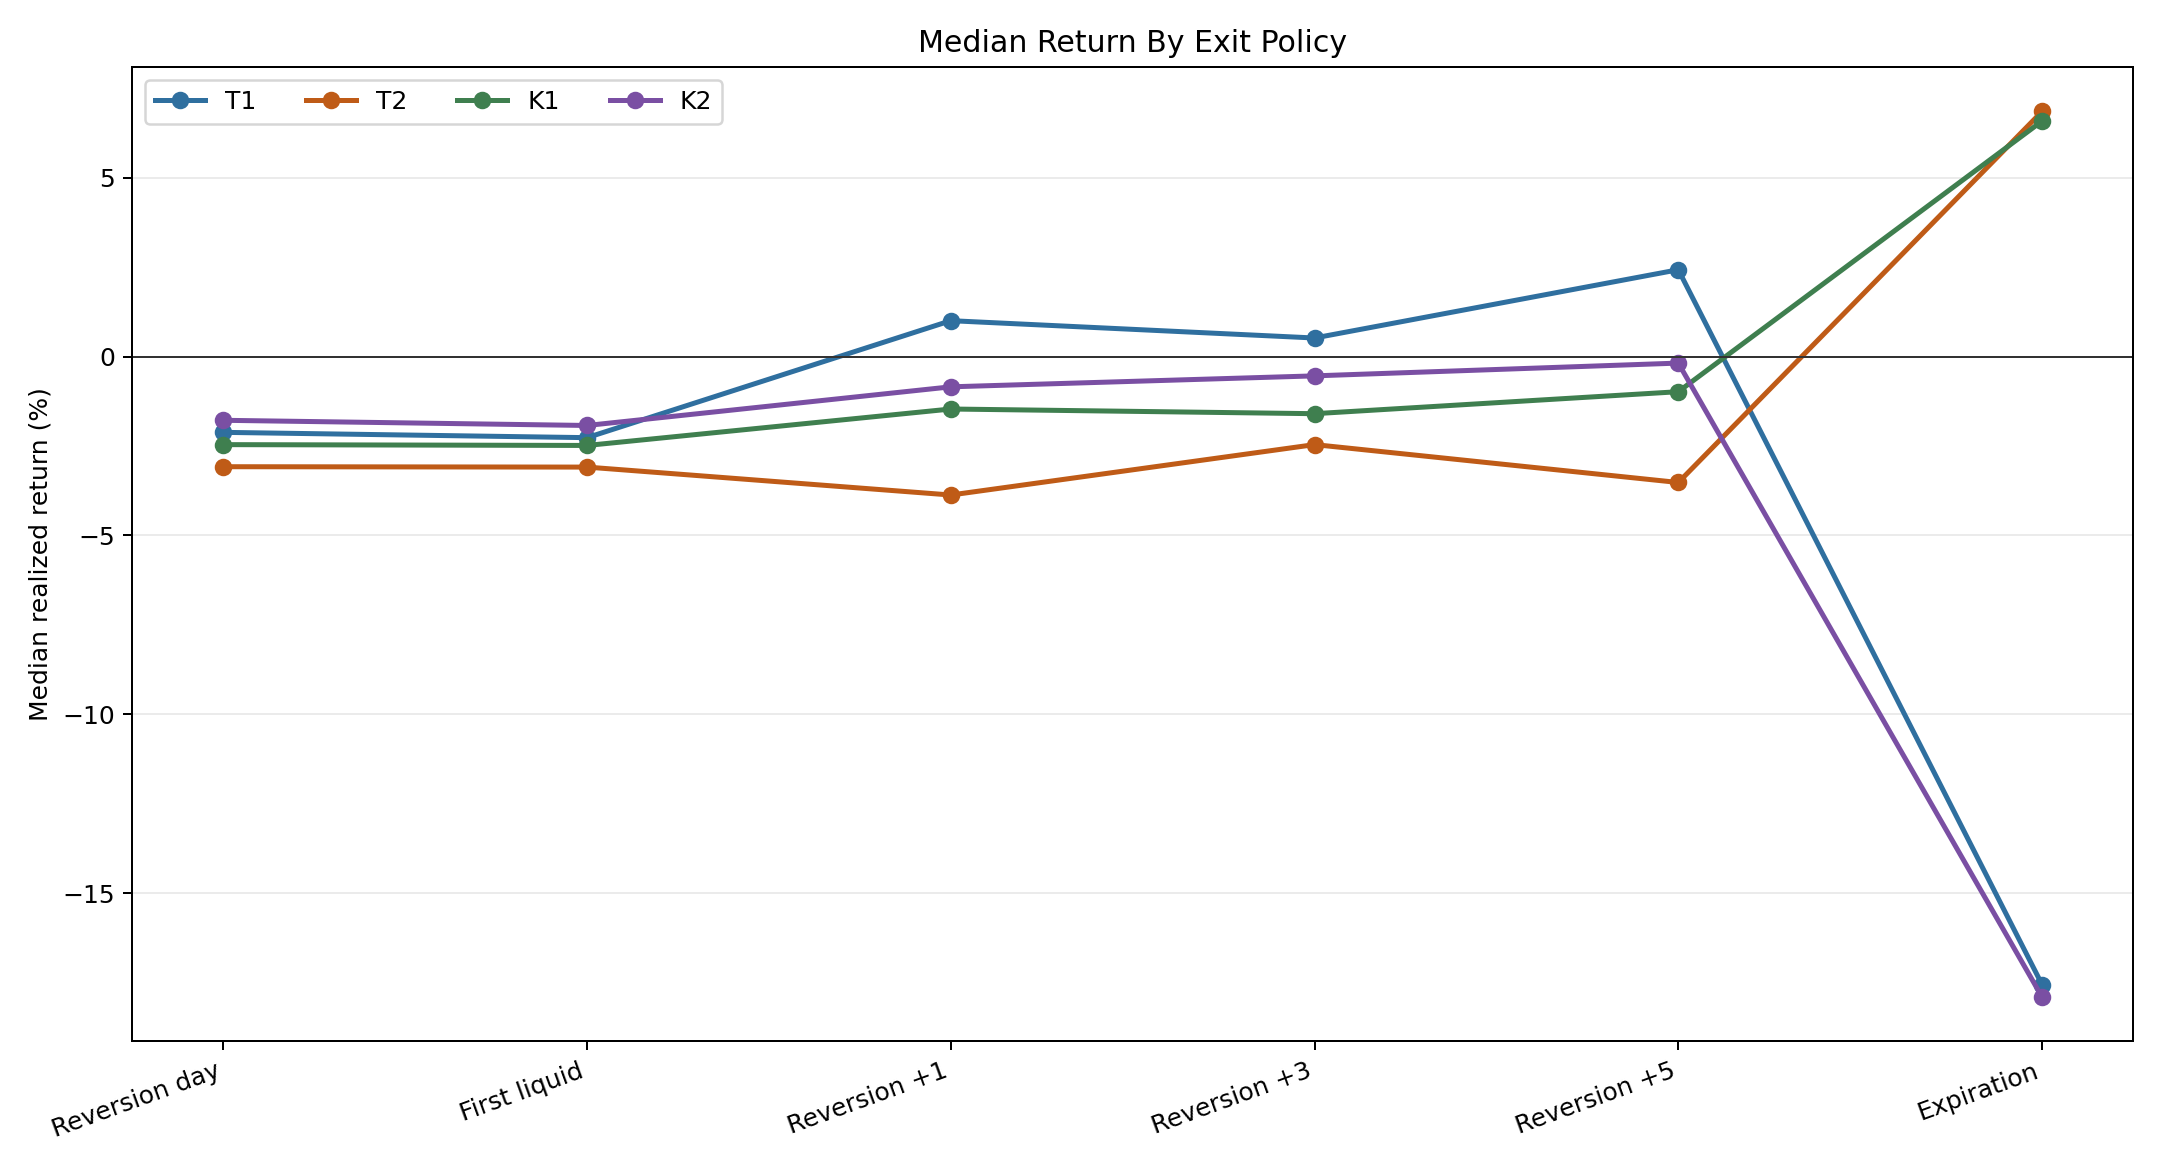 Median Return By Exit Policy
T1 T2 K1 K2
Median realized return (%)
5
0
−5
−10
−15
Reversion day First liquid Reversion +1 Reversion +3 Reversion +5 Expiration